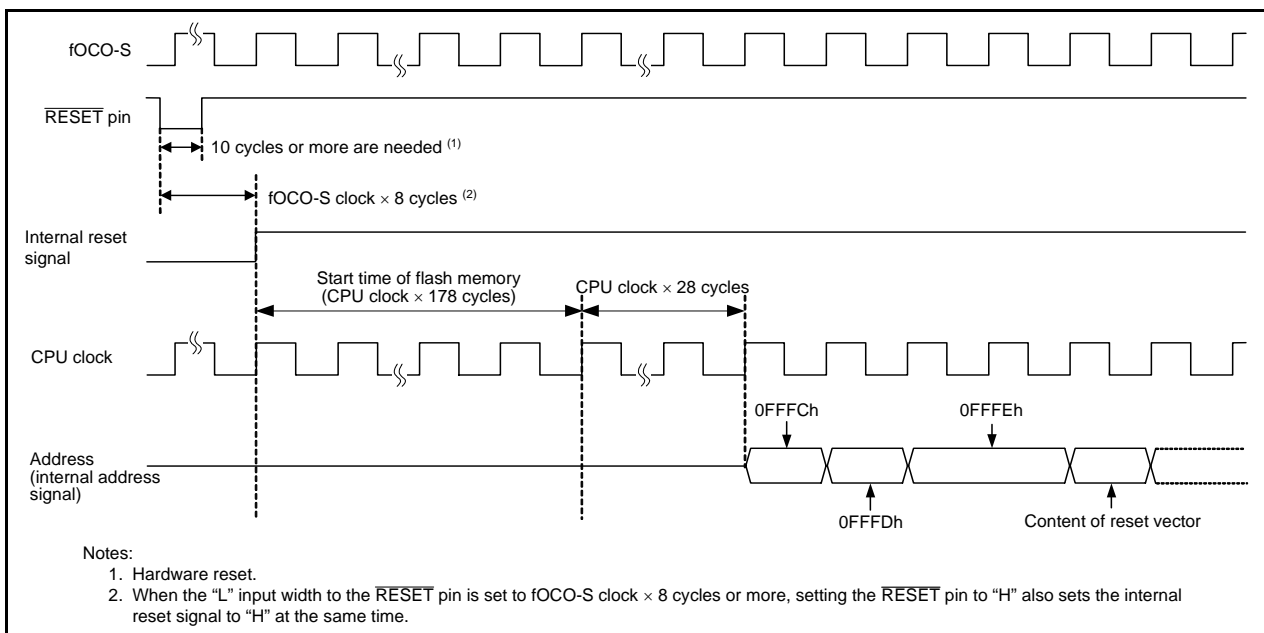 fOCO-S
RESET pin
10 cycles or more are needed (1)
fOCO-S clock × 8 cycles (2)
Internal reset
signal
Start time of flash memory
(CPU clock × 178 cycles)
CPU clock × 28 cycles
CPU clock
0FFFCh
0FFFEh
Address
(internal address
signal)
0FFFDh
Content of reset vector
Notes:
1. Hardware reset.
2. When the “L” input width to the RESET pin is set to fOCO-S clock × 8 cycles or more, setting the RESET pin to “H” also sets the internal
reset signal to “H” at the same time.